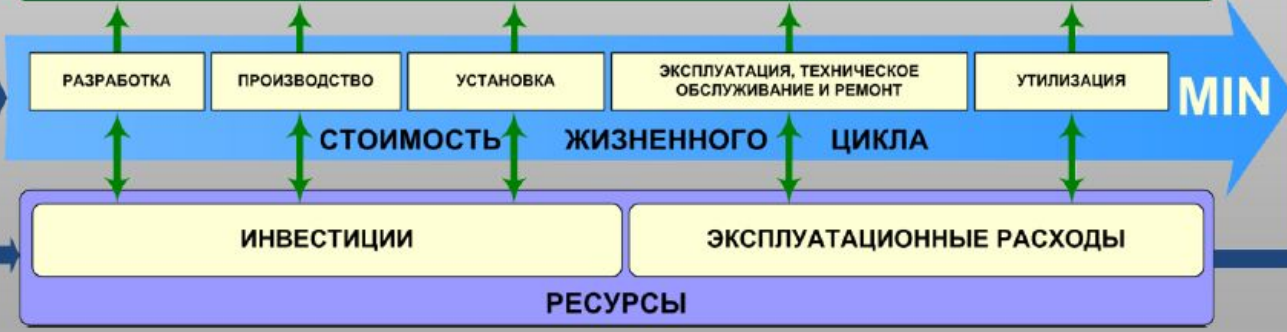 РАЗРАБОТКА
ПРОИЗВОДСТВО
УСТАНОВКА
ЭКСПЛУАТАЦИЯ, ТЕХНИЧЕСКОЕ
ОБСЛУЖИВАНИЕ И РЕМОНТ
УТИЛИЗАЦИЯ
MIN
СТОИМОСТЬ ЖИЗНЕННОГО ЦИКЛА
ИНВЕСТИЦИИ
ЭКСПЛУАТАЦИОННЫЕ РАСХОДЫ
РЕСУРСЫ